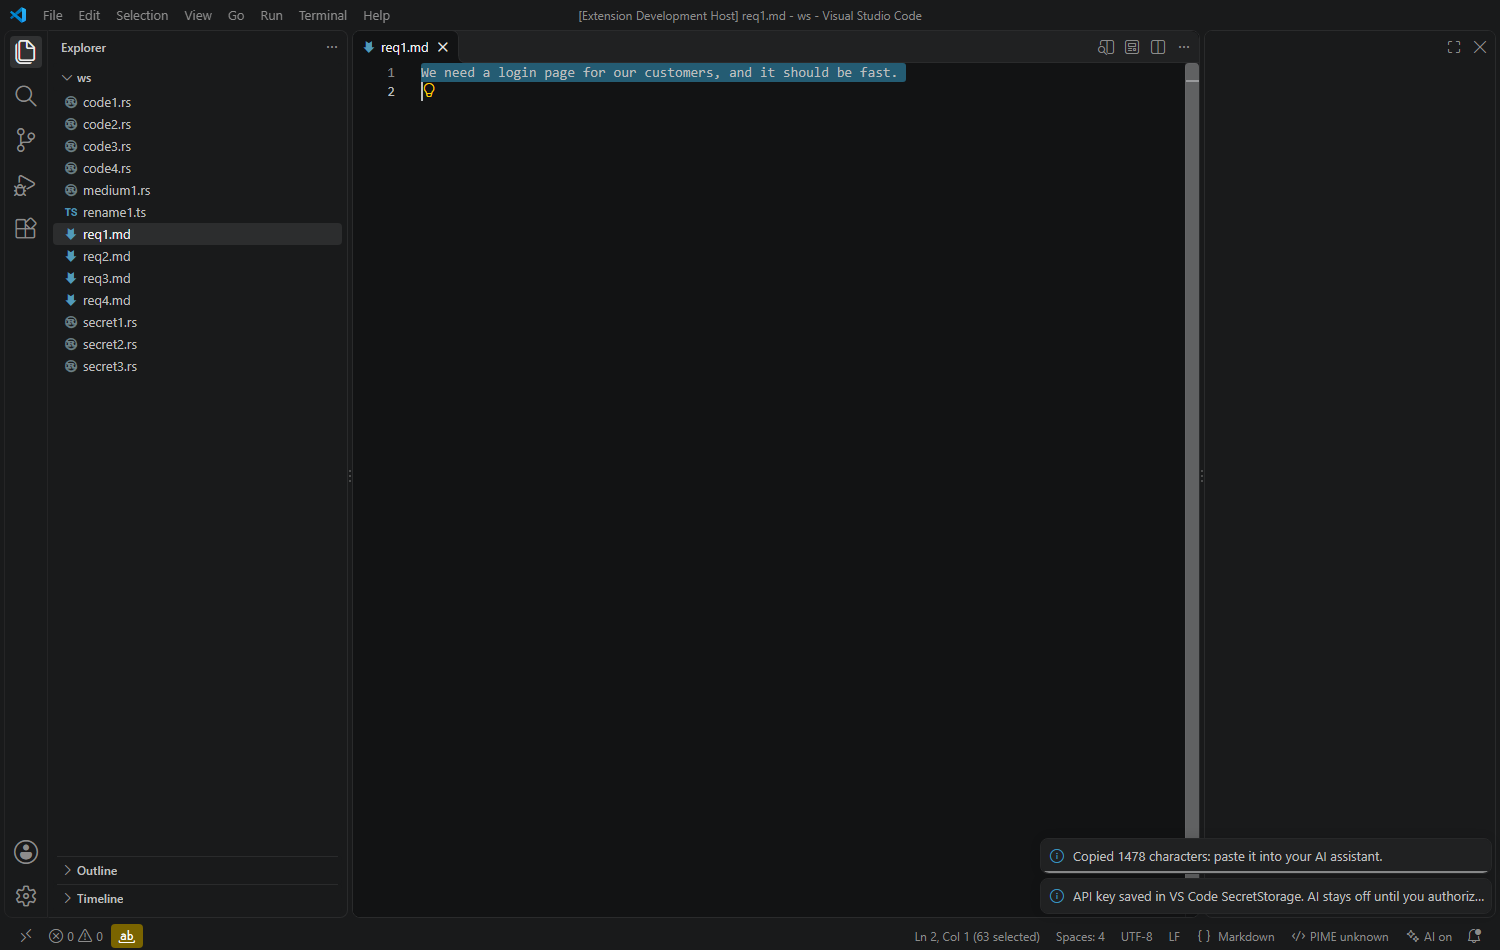 File Edit Selection View Go Run Terminal Help
[Extension Development Host] req1.md - ws - Visual Studio Code
Explorer
ws
code1.rs
code2.rs
code3.rs
code4.rs
medium1.rs
TS rename1.ts
req1.md
req2.md
req3.md
req4.md
secret1.rs
secret2.rs
secret3.rs
Outline
Timeline
req1.md
1 We need a login page for our customers, and it should be fast.
2
Copied 1478 characters: paste it into your AI assistant.
API key saved in VS Code SecretStorage. AI stays off until you authoriz...
0 0 ab
Ln 2, Col 1 (63 selected) Spaces: 4 UTF-8 LF { } Markdown </> PIME unknown AI on